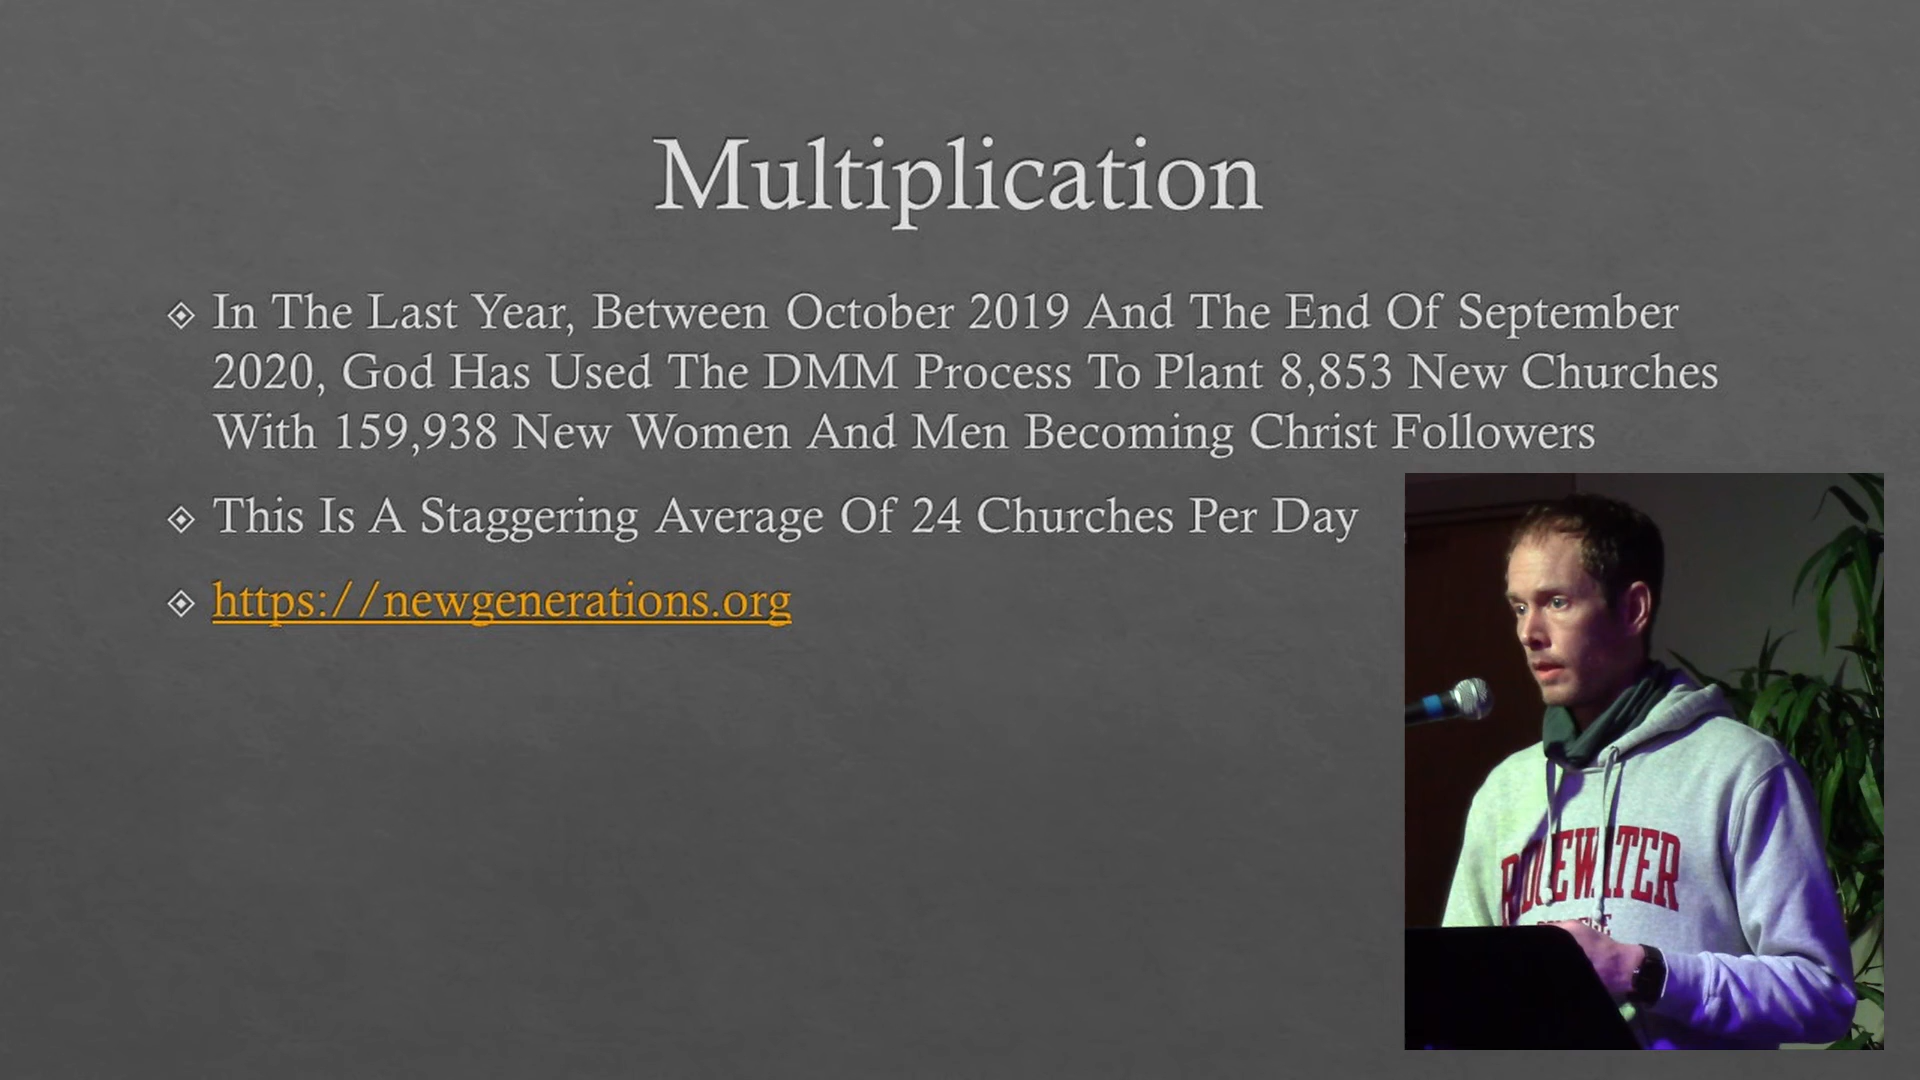 Multiplication
In The Last Year, Between October 2019 And The End Of September
2020, God Has Used The DMM Process To Plant 8,853 New Churches
With 159,938 New Women And Men Becoming Christ Followers
This Is A Staggering Average Of 24 Churches Per Day
https://newgenerations.org